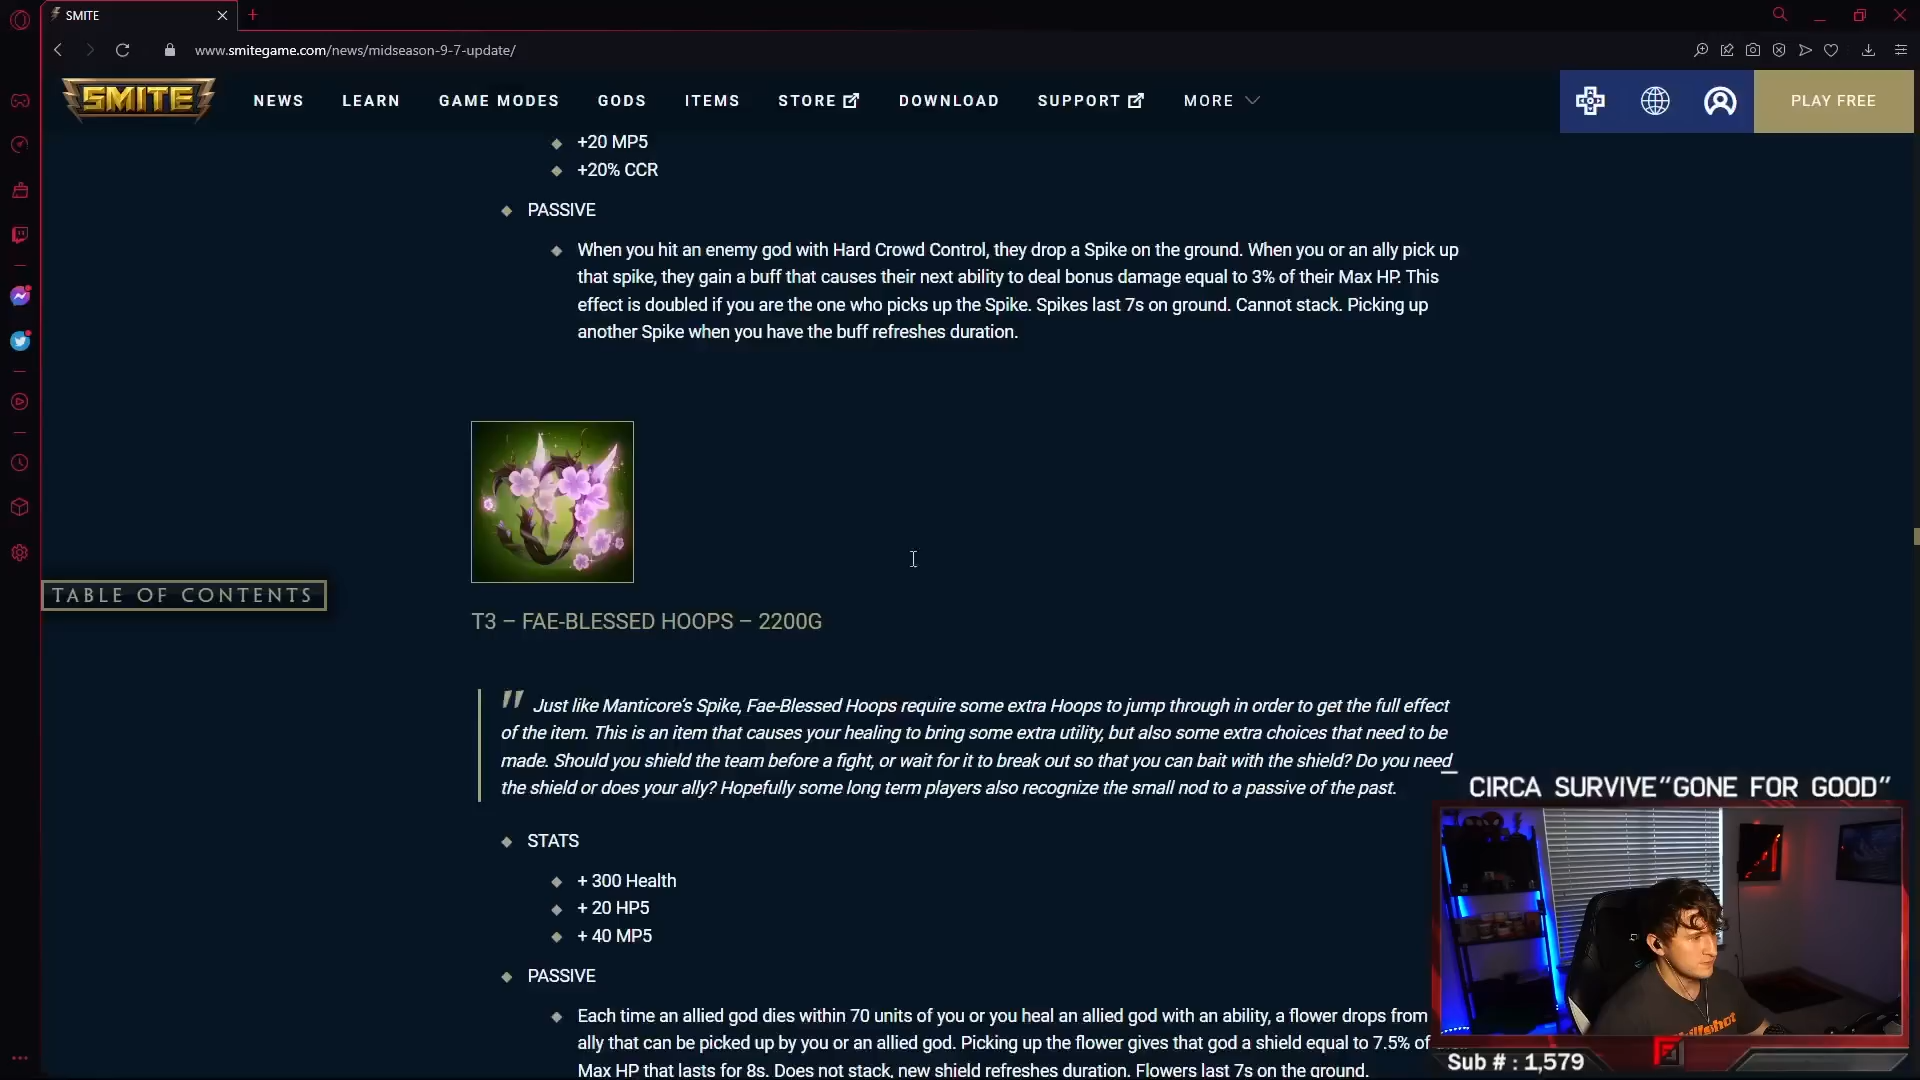 SMITE
www.smitegame.com/news/midseason-9-7-update/
SMITE
NEWS
LEARN
GAME MODES
GODS
ITEMS
STORE
DOWNLOAD
SUPPORT
MORE
PLAY FREE
+20 MP5
+20% CCR
PASSIVE
When you hit an enemy god with Hard Crowd Control, they drop a Spike on the ground. When you or an ally pick up
that spike, they gain a buff that causes their next ability to deal bonus damage equal to 3% of their Max HP. This
effect is doubled if you are the one who picks up the Spike. Spikes last 7s on ground. Cannot stack. Picking up
another Spike when you have the buff refreshes duration.
TABLE OF CONTENTS
T3 – FAE-BLESSED HOOPS – 2200G
" Just like Manticore's Spike, Fae-Blessed Hoops require some extra Hoops to jump through in order to get the full effect
of the item. This is an item that causes your healing to bring some extra utility, but also some extra choices that need to be
made. Should you shield the team before a fight, or wait for it to break out so that you can bait with the shield? Do you need
the shield or does your ally? Hopefully some long term players also recognize the small nod to a passive of the past.
STATS
+ 300 Health
+ 20 HP5
+ 40 MP5
PASSIVE
Each time an allied god dies within 70 units of you or you heal an allied god with an ability, a flower drops from
ally that can be picked up by you or an allied god. Picking up the flower gives that god a shield equal to 7.5% of
Max HP that lasts for 8s. Does not stack, new shield refreshes duration. Flowers last 7s on the ground.
CIRCA SURVIVE"GONE FOR GOOD"
Sub # : 1,579